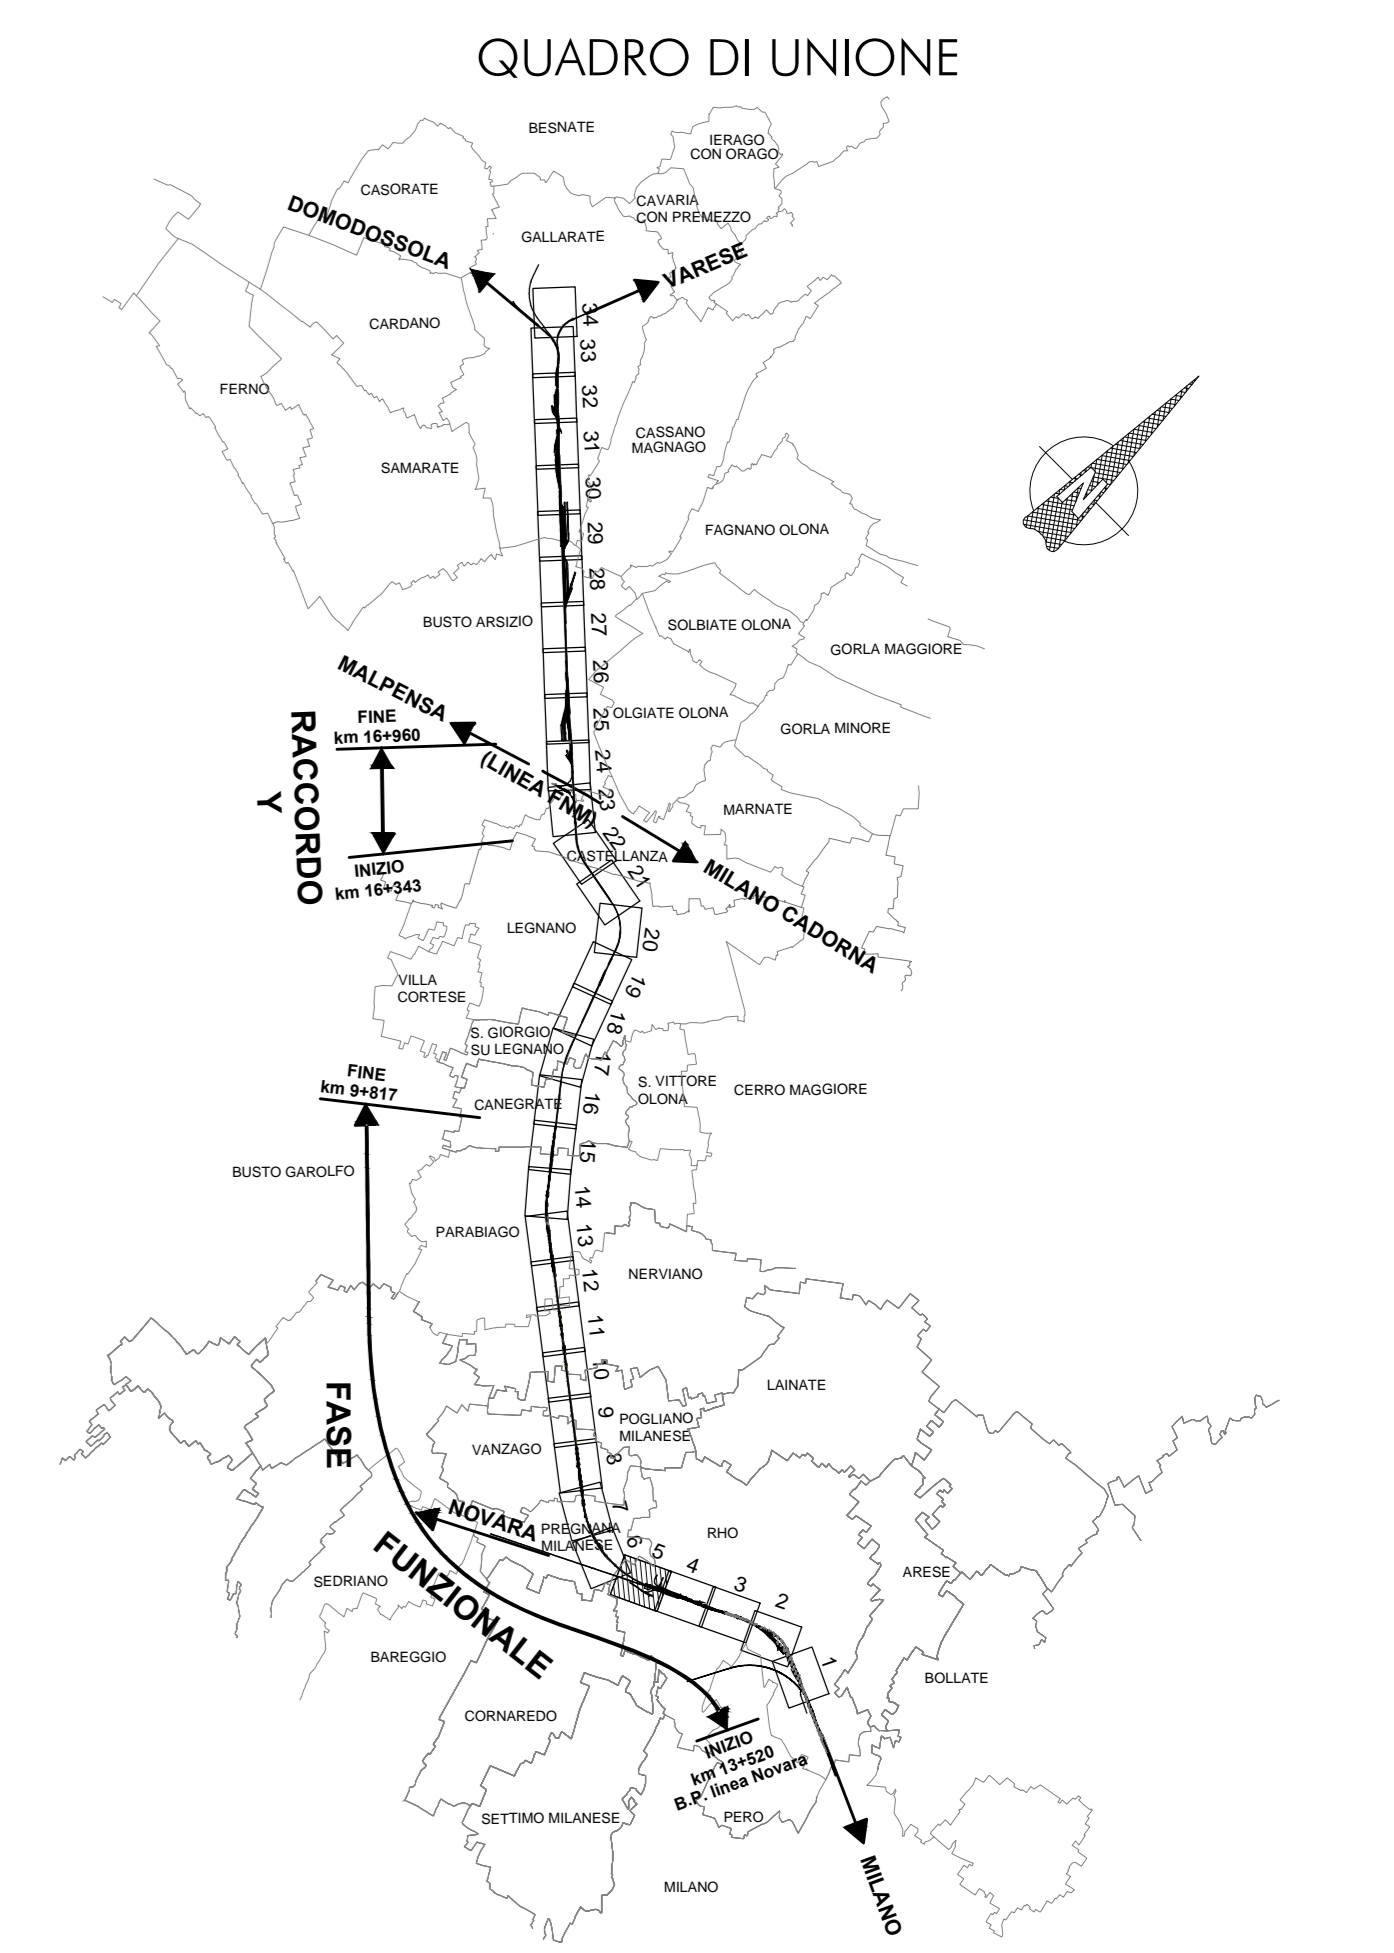 QUADRO DI UNIONE
BESNATE
IERAGO
CON ORAGO
CASORATE
CAVARIA
CON PREMEZZO
DOMODOSSOLA
GALLARATE
VARESE
CARDANO
34
33
FERNO
32
CASSANO
MAGNAGO
31
SAMARATE
30
FAGNANO OLONA
29
28
BUSTO ARSIZIO
27
SOLBIATE OLONA
GORLA MAGGIORE
26
MALPENSA
25
OLGIATE OLONA
GORLA MINORE
FINE
km 16+960
RACCORDO
Y
(LINEA FNM)
24
23
MARNATE
22
CASTELLANZA
21
INIZIO
km 16+343
MILANO CADORNA
LEGNANO
20
VILLA
CORTESE
19
18
S. GIORGIO
SU LEGNANO
17
FINE
km 9+817
S. VITTORE
OLONA
CERRO MAGGIORE
CANEGRATE
16
BUSTO GAROLFO
15
14
PARABIAGO
13
NERVIANO
12
11
10
LAINATE
FASE
9
POGLIANO
MILANESE
VANZAGO
8
7
NOVARA
PREGNANA
MILANESE
RHO
6
5
4
3
2
1
ARESE
SEDRIANO
FUNZIONALE
BAREGGIO
BOLLATE
CORNAREDO
INIZIO
km 13+520
B.P. linea Novara
SETTIMO MILANESE
PERO
MILANO
MILANO
N